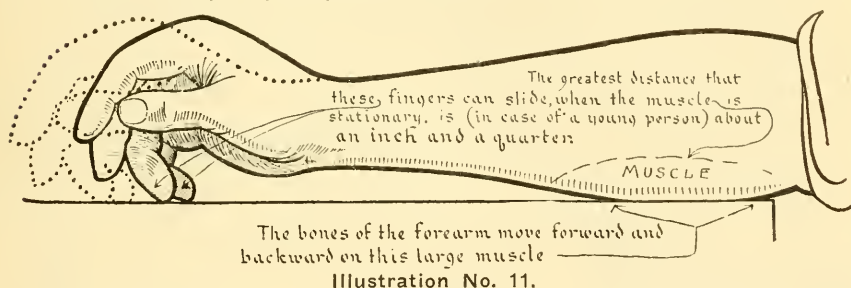 The greatest distance that
these fingers can slide, when the muscle is
stationary, is (in case of a young person) about
an inch and a quarter.
MUSCLE
The bones of the forearm move forward and
backward on this large muscle
Illustration No. 11.